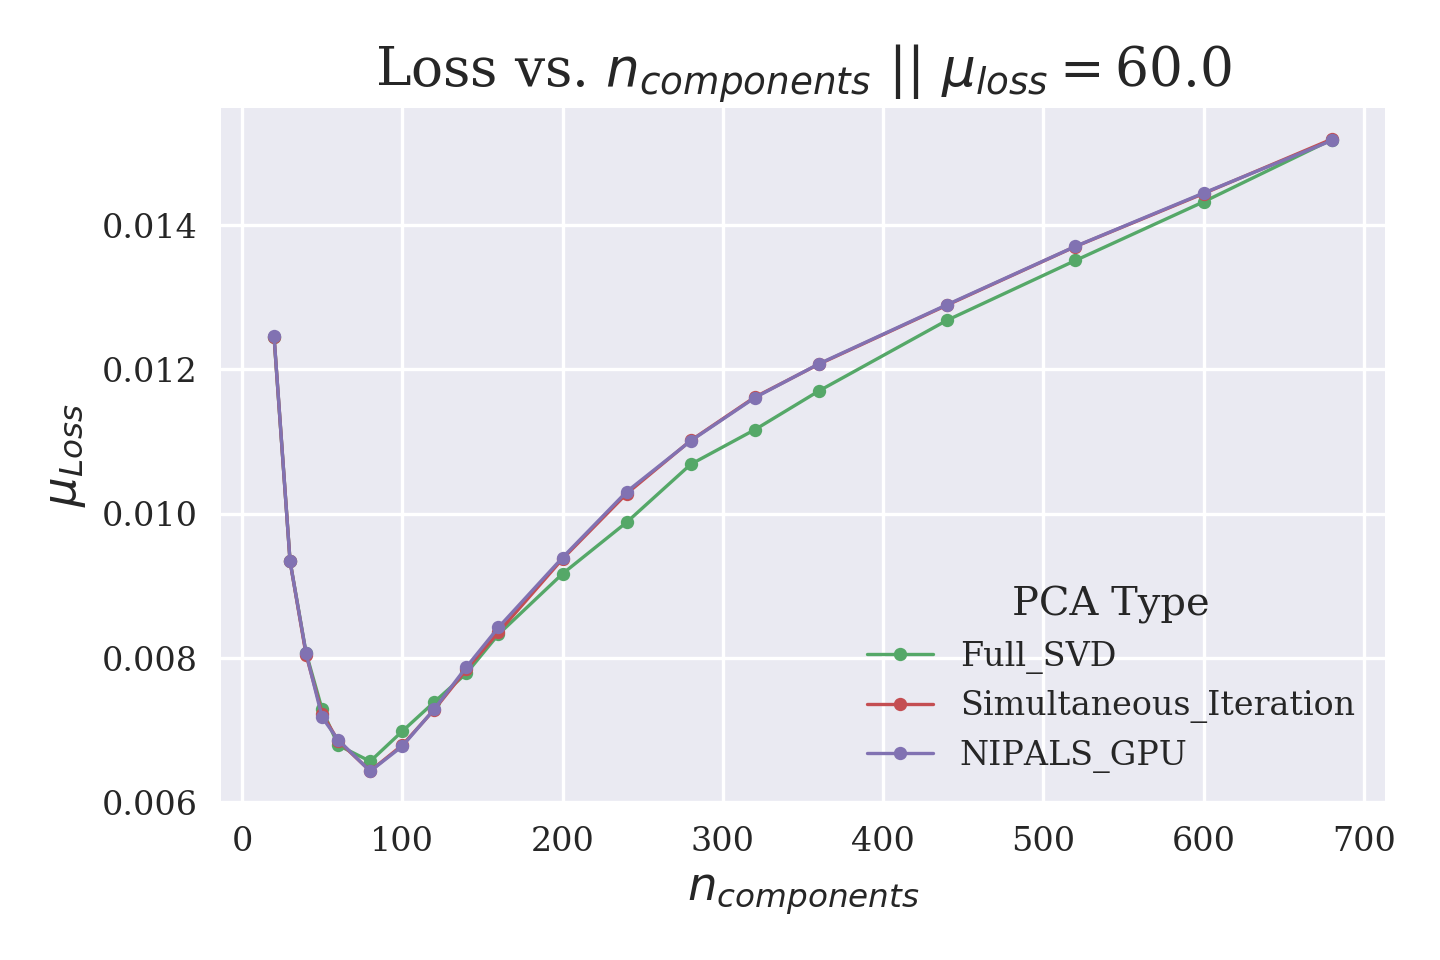 Loss vs. n_components || μ_loss = 60.0
μ_Loss
0.014
0.012
0.010
0.008
0.006
PCA Type
Full_SVD
Simultaneous_Iteration
NIPALS_GPU
0 100 200 300 400 500 600 700
n_components